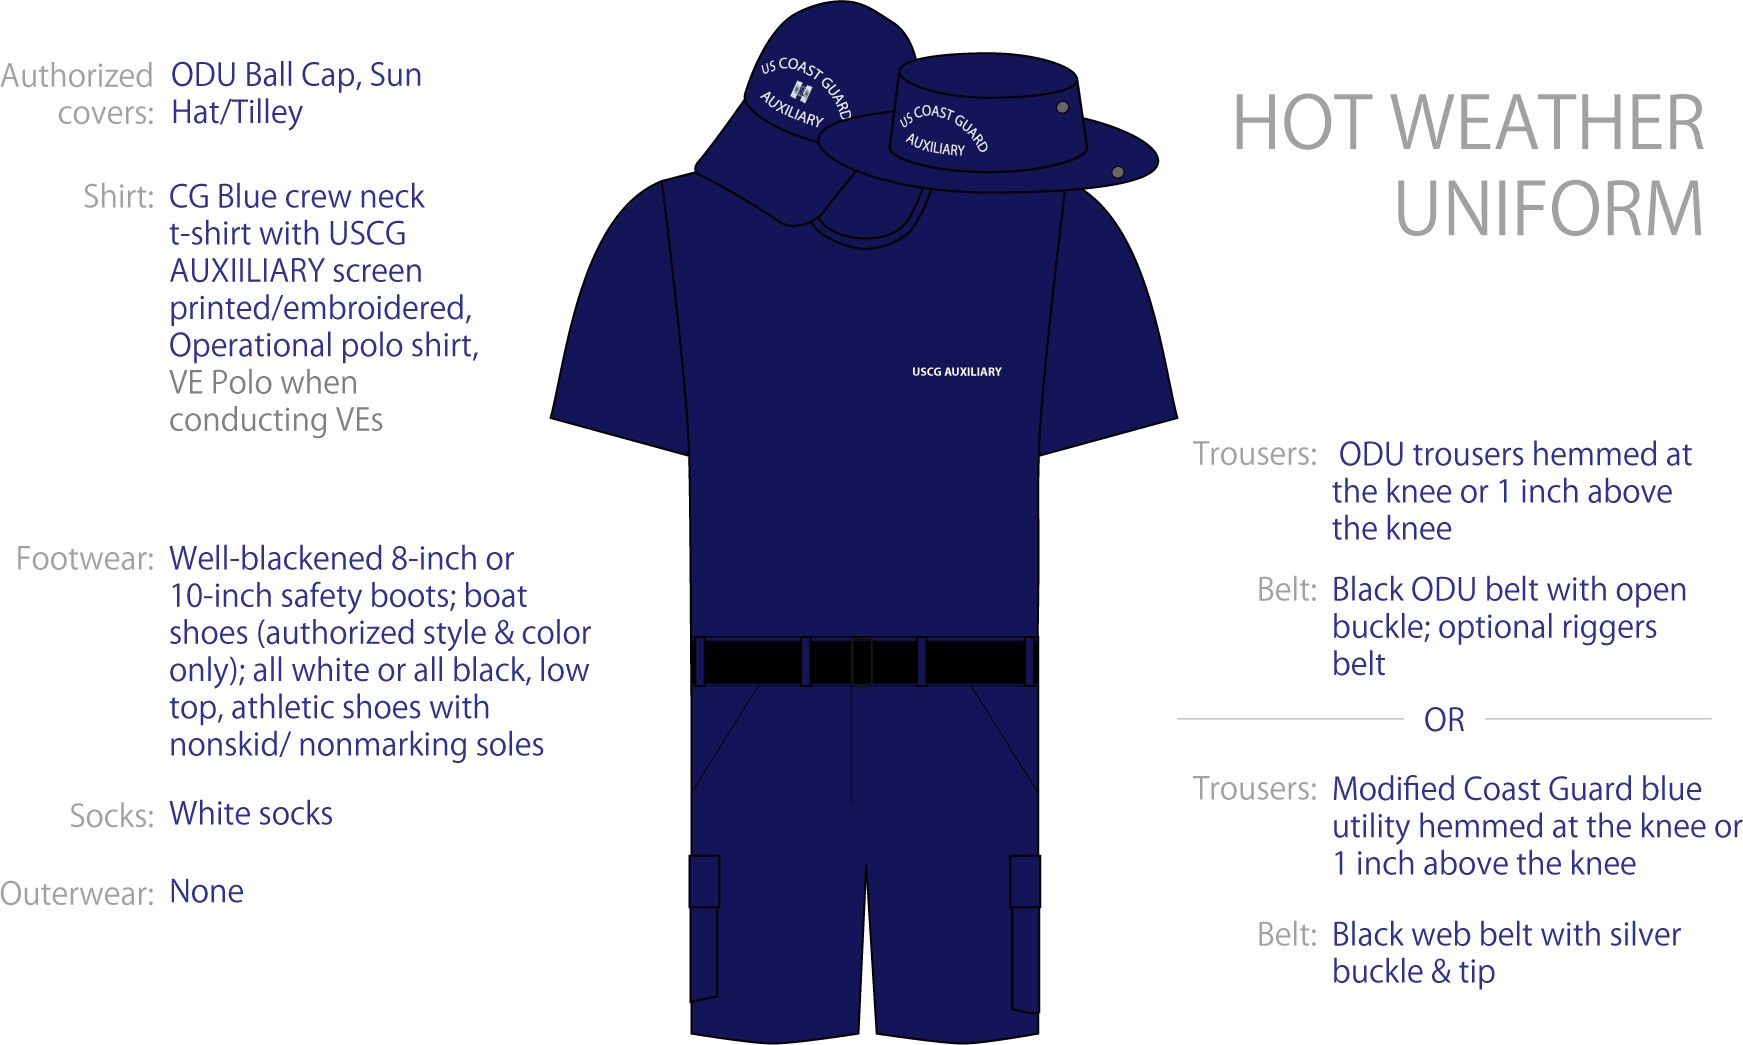 HOT WEATHER
UNIFORM
Authorized covers: ODU Ball Cap, Sun
Hat/Tilley
Shirt: CG Blue crew neck
t-shirt with USCG
AUXIILIARY screen
printed/embroidered,
Operational polo shirt,
VE Polo when
conducting VEs
Footwear: Well-blackened 8-inch or
10-inch safety boots; boat
shoes (authorized style & color
only); all white or all black, low
top, athletic shoes with
nonskid/ nonmarking soles
Socks: White socks
Outerwear: None
US COAST GUARD
AUXILIARY
US COAST GUARD
AUXILIARY
USCG AUXILIARY
Trousers: ODU trousers hemmed at
the knee or 1 inch above
the knee
Belt: Black ODU belt with open
buckle; optional riggers
belt
OR
Trousers: Modified Coast Guard blue
utility hemmed at the knee or
1 inch above the knee
Belt: Black web belt with silver
buckle & tip